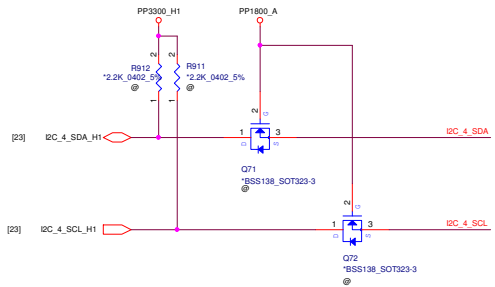 PP3300_H1
PP1800_A
2
2
R912
R911
*2.2K_0402_5%
*2.2K_0402_5%
@
@
1
1
2
G
[23]
I2C_4_SDA_H1
1
3
I2C_4_SDA
D
S
Q71
*BSS138_SOT323-3
@
2
G
[23]
I2C_4_SCL_H1
1
3
I2C_4_SCL
D
S
Q72
*BSS138_SOT323-3
@